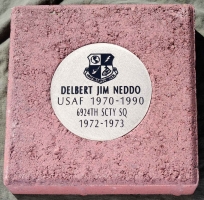 DELBERT JIM NEDDO
USAF 1970-1990
6924TH SCTY SQ
1972-1973